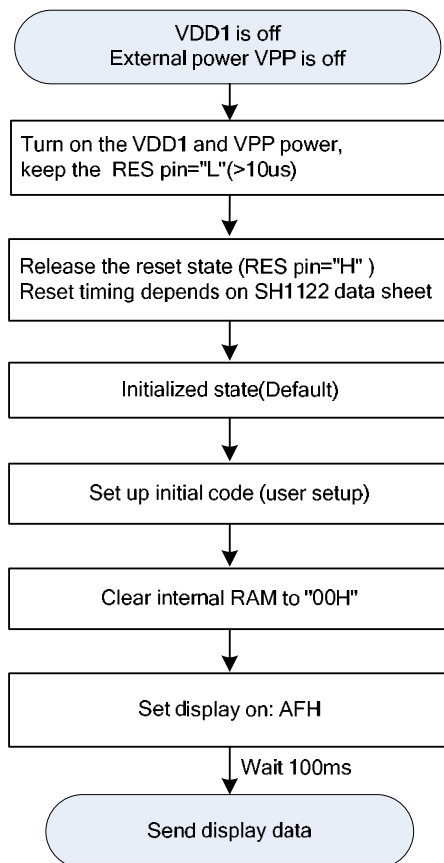 VDD1 is off
External power VPP is off
Turn on the VDD1 and VPP power,
keep the RES pin="L"(>10us)
Release the reset state (RES pin="H" )
Reset timing depends on SH1122 data sheet
Initialized state(Default)
Set up initial code (user setup)
Clear internal RAM to "00H"
Set display on: AFH
Wait 100ms
Send display data